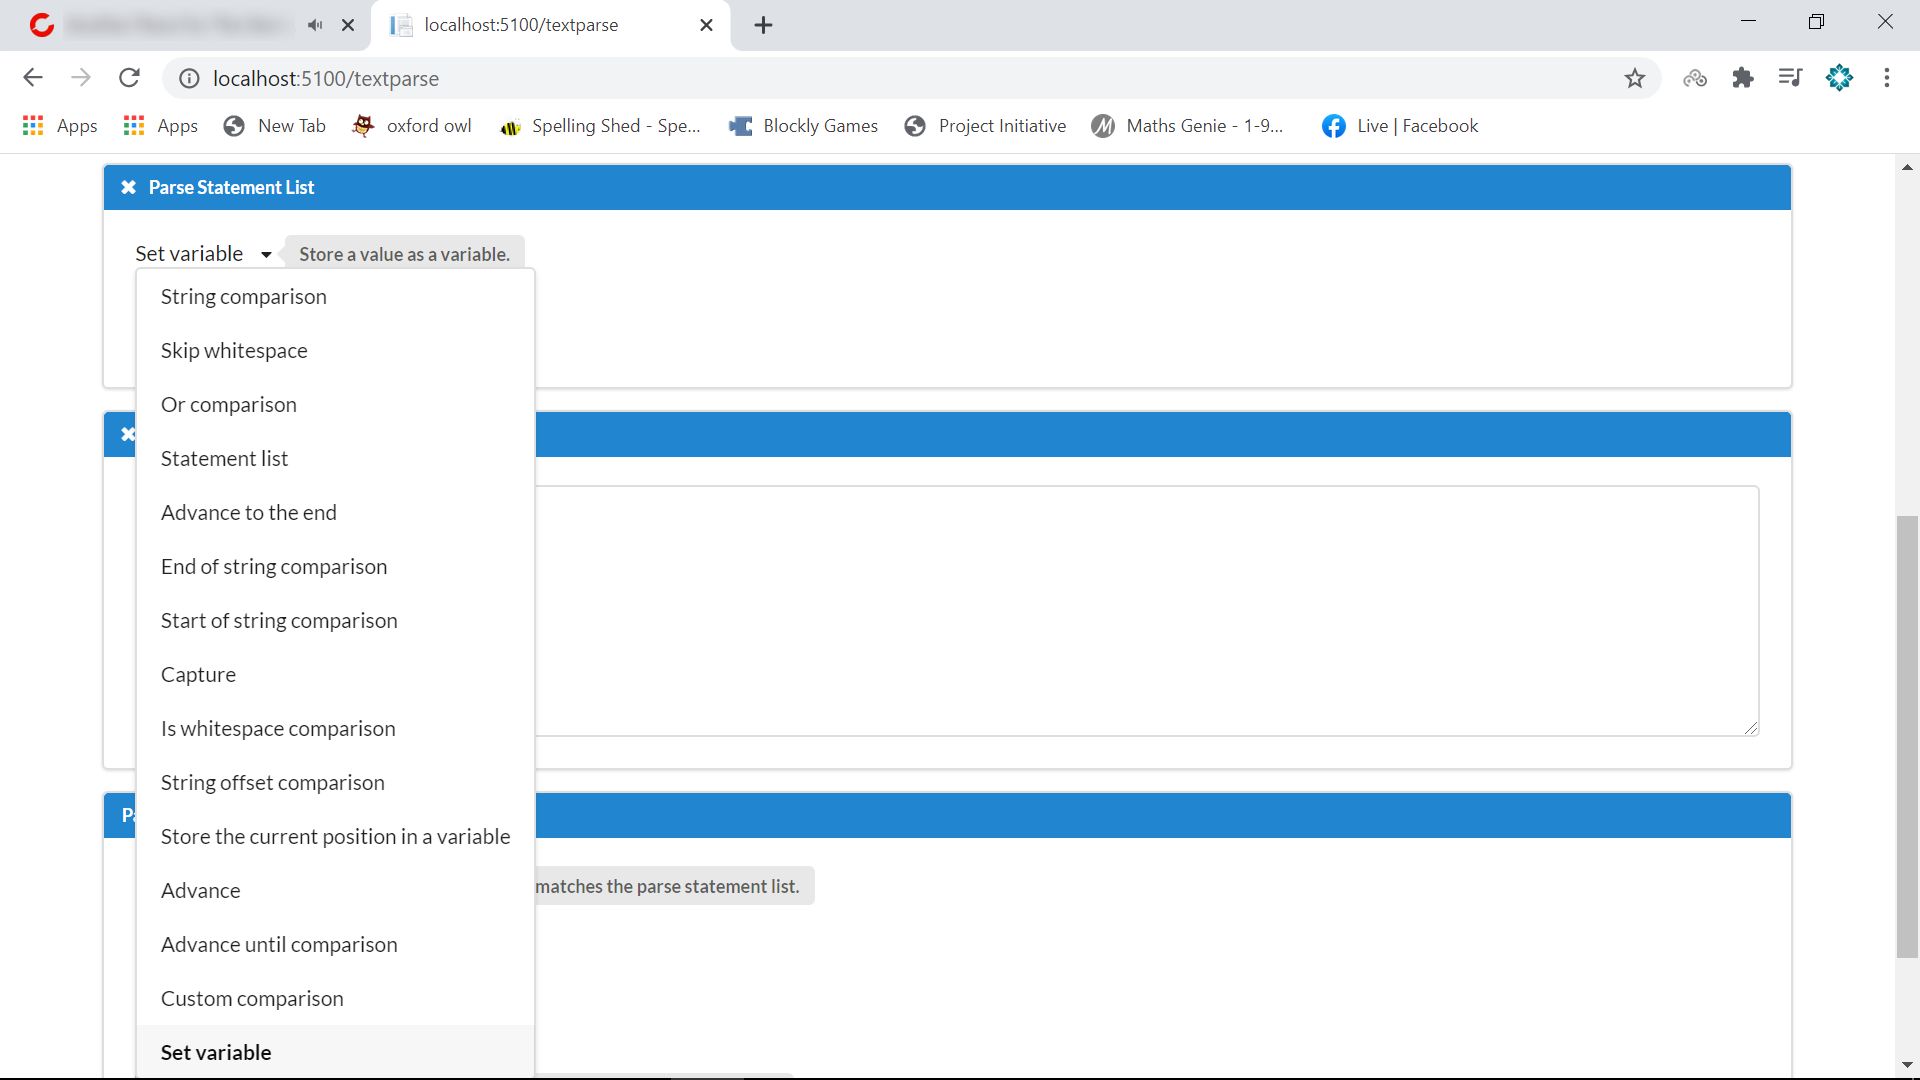 localhost:5100/textparse
localhost:5100/textparse
Apps Apps New Tab oxford owl Spelling Shed - Spe... Blockly Games Project Initiative Maths Genie - 1-9... Live | Facebook
Parse Statement List
Set variable Store a value as a variable.
String comparison
Skip whitespace
Or comparison
Statement list
Advance to the end
End of string comparison
Start of string comparison
Capture
Is whitespace comparison
String offset comparison
Store the current position in a variable
Advance
Advance until comparison
Custom comparison
Set variable
matches the parse statement list.